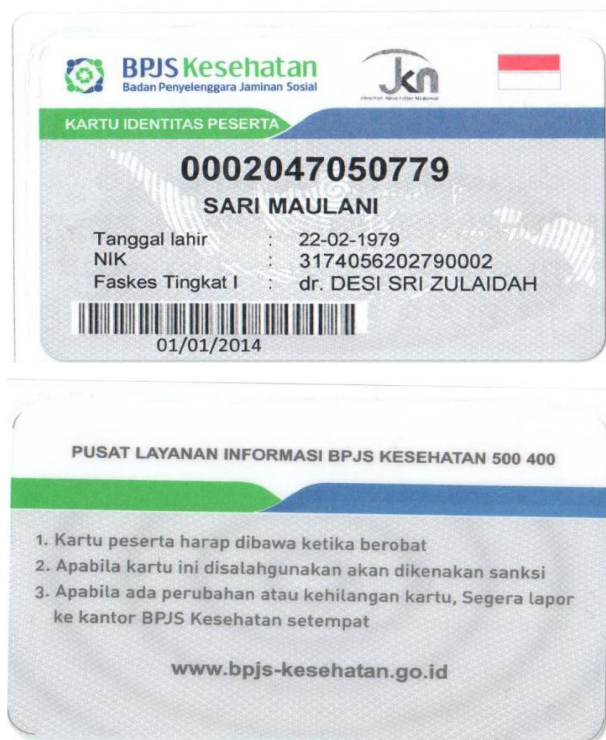 BPJS Kesehatan
Badan Penyelenggara Jaminan Sosial
Jkn
Jaminan Kesehatan Nasional
KARTU IDENTITAS PESERTA
0002047050779
SARI MAULANI
Tanggal lahir : 22-02-1979
NIK : 3174056202790002
Faskes Tingkat I : dr. DESI SRI ZULAIDAH
01/01/2014
PUSAT LAYANAN INFORMASI BPJS KESEHATAN 500 400
1. Kartu peserta harap dibawa ketika berobat
2. Apabila kartu ini disalahgunakan akan dikenakan sanksi
3. Apabila ada perubahan atau kehilangan kartu, Segera lapor
ke kantor BPJS Kesehatan setempat
www.bpjs-kesehatan.go.id